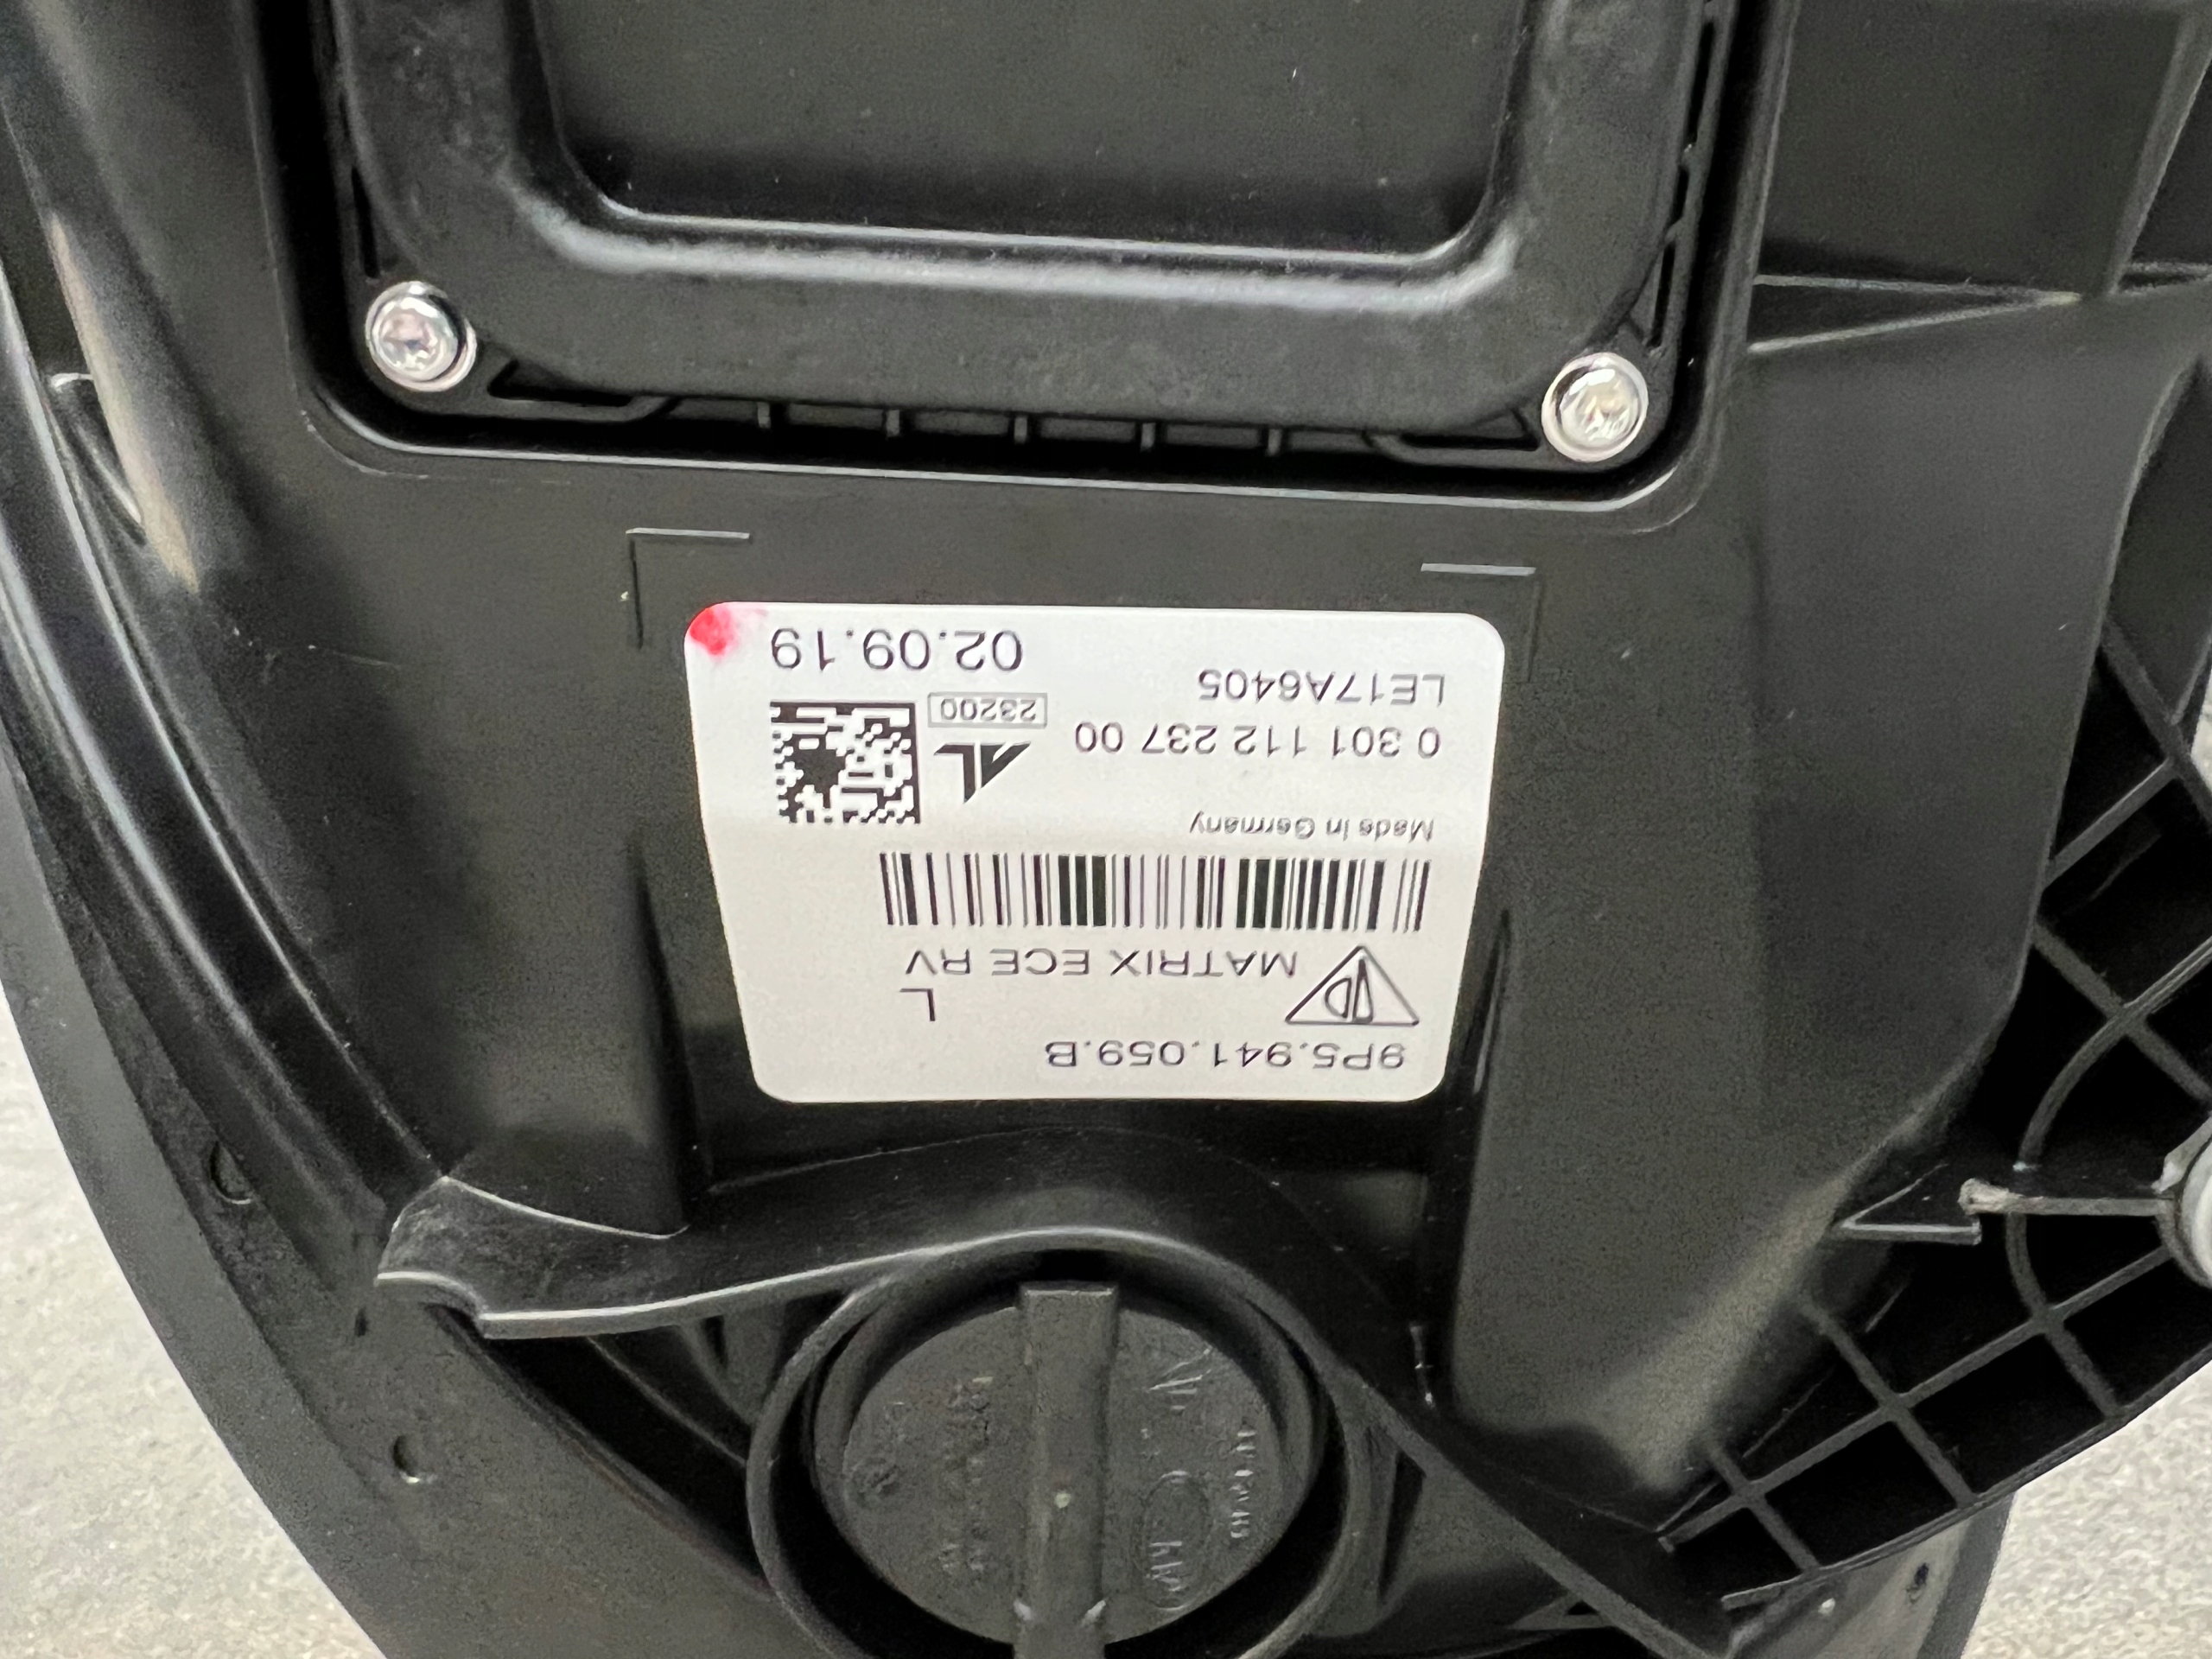 9P5.941.059.B
L
MATRIX ECE RV
Made in Germany
0 301 112 237 00
AL
23200
LE17A6405
02.09.19